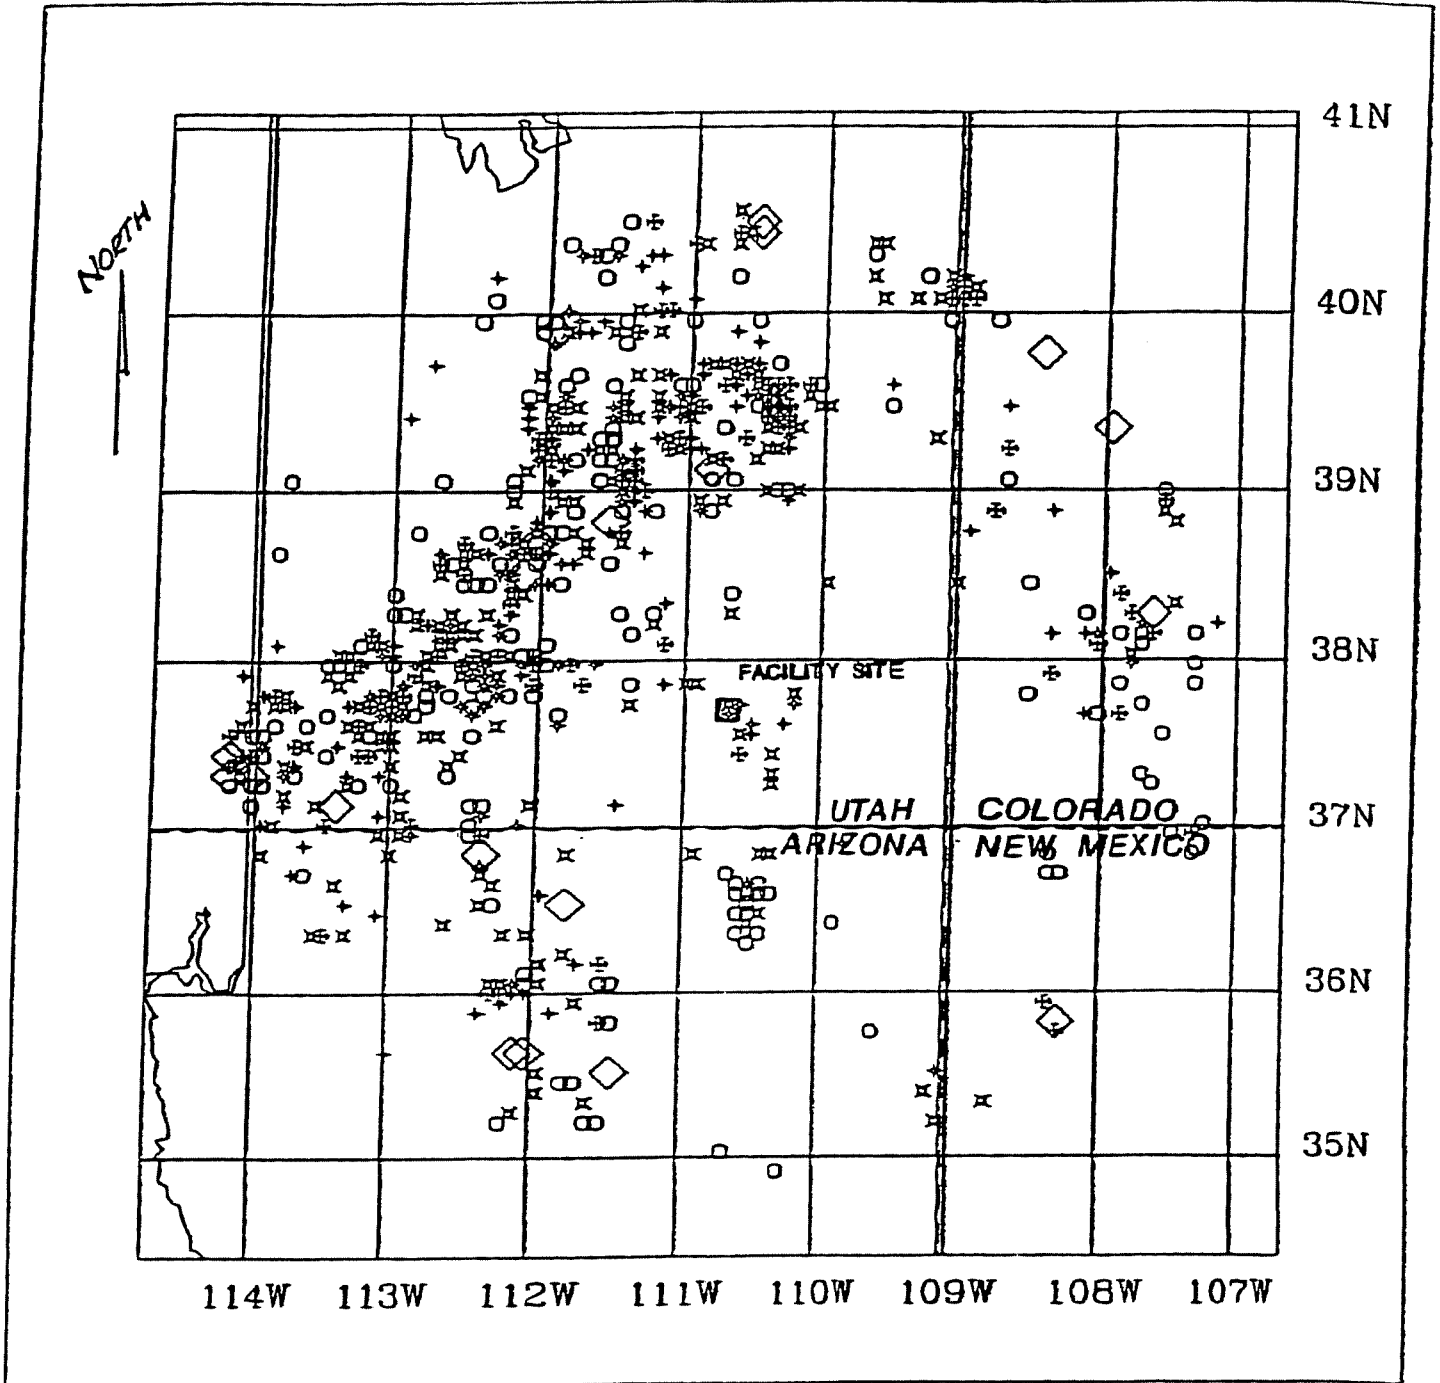 41N
NORTH
40N
39N
38N
FACILITY SITE
UTAH COLORADO
37N
ARIZONA NEW MEXICO
36N
35N
114W 113W 112W 111W 110W 109W 108W 107W